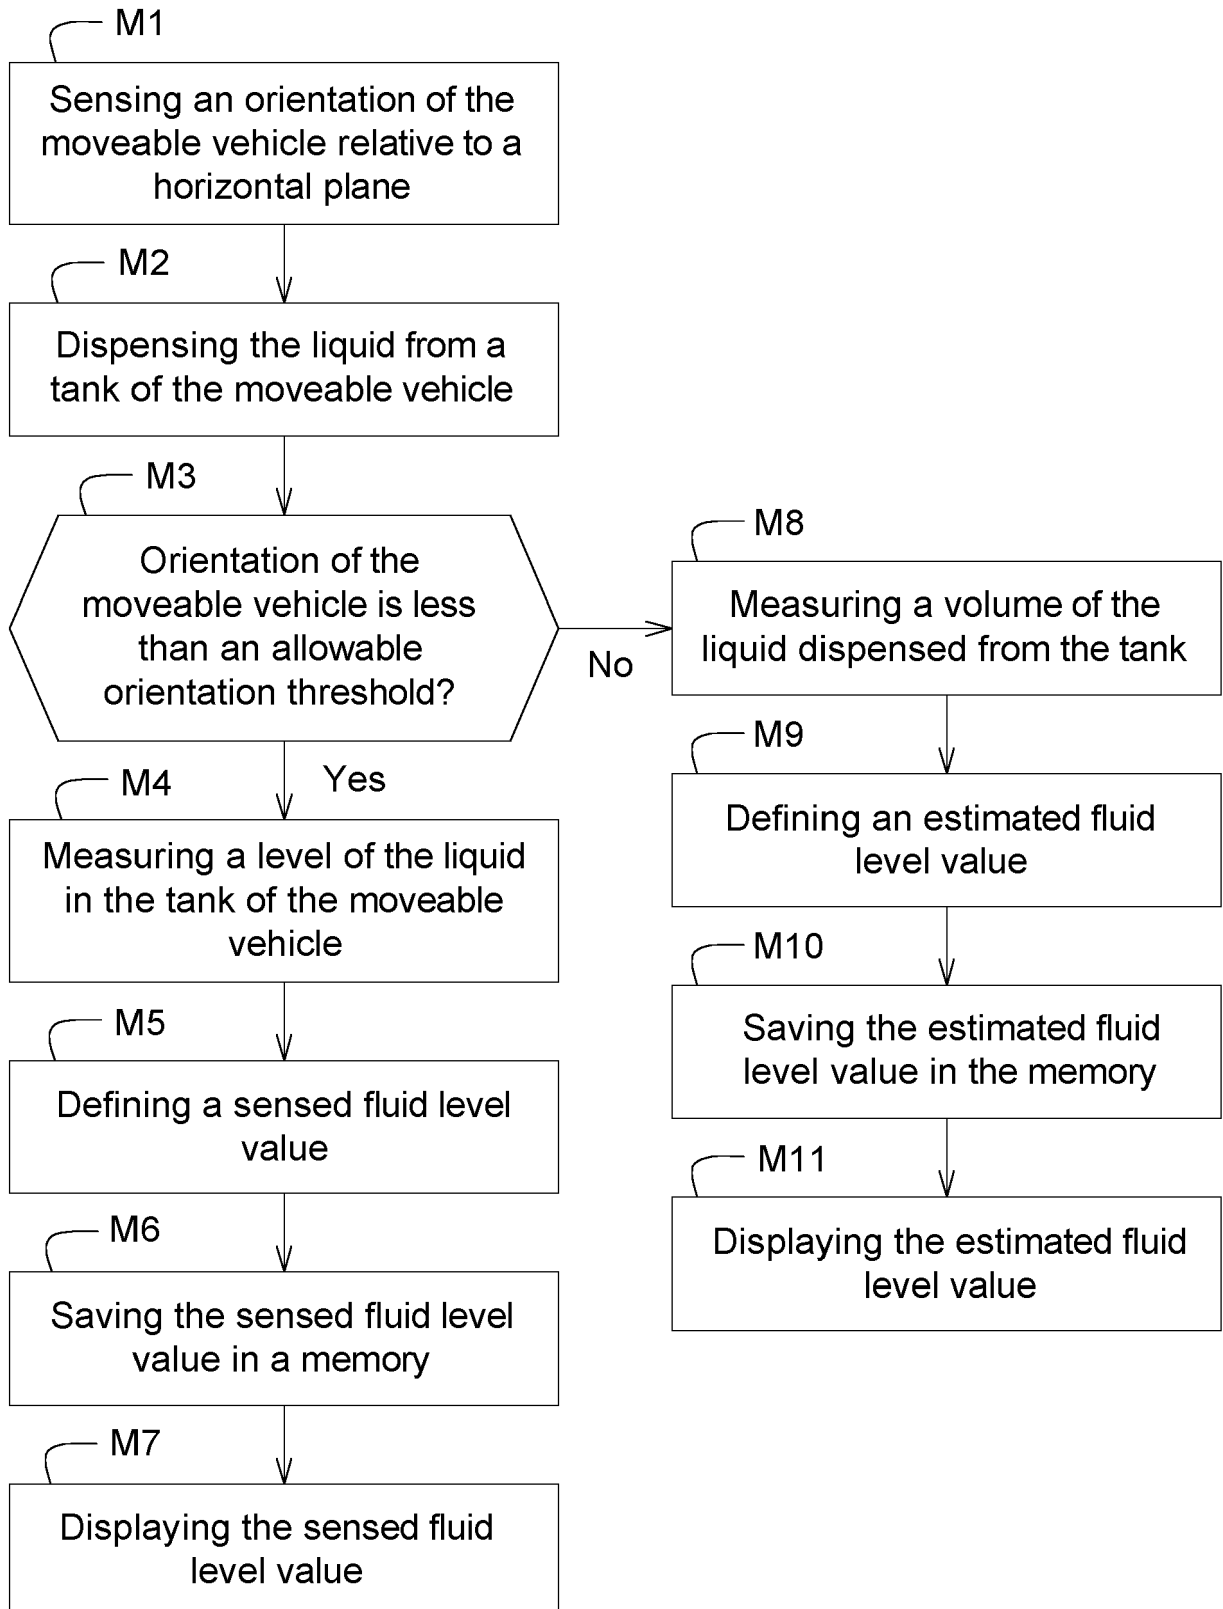 M1
Sensing an orientation of the
moveable vehicle relative to a
horizontal plane
M2
Dispensing the liquid from a
tank of the moveable vehicle
M3
Orientation of the
moveable vehicle is less
than an allowable
orientation threshold?
No
Yes
M4
Measuring a level of the liquid
in the tank of the moveable
vehicle
M5
Defining a sensed fluid level
value
M6
Saving the sensed fluid level
value in a memory
M7
Displaying the sensed fluid
level value
M8
Measuring a volume of the
liquid dispensed from the tank
M9
Defining an estimated fluid
level value
M10
Saving the estimated fluid
level value in the memory
M11
Displaying the estimated fluid
level value